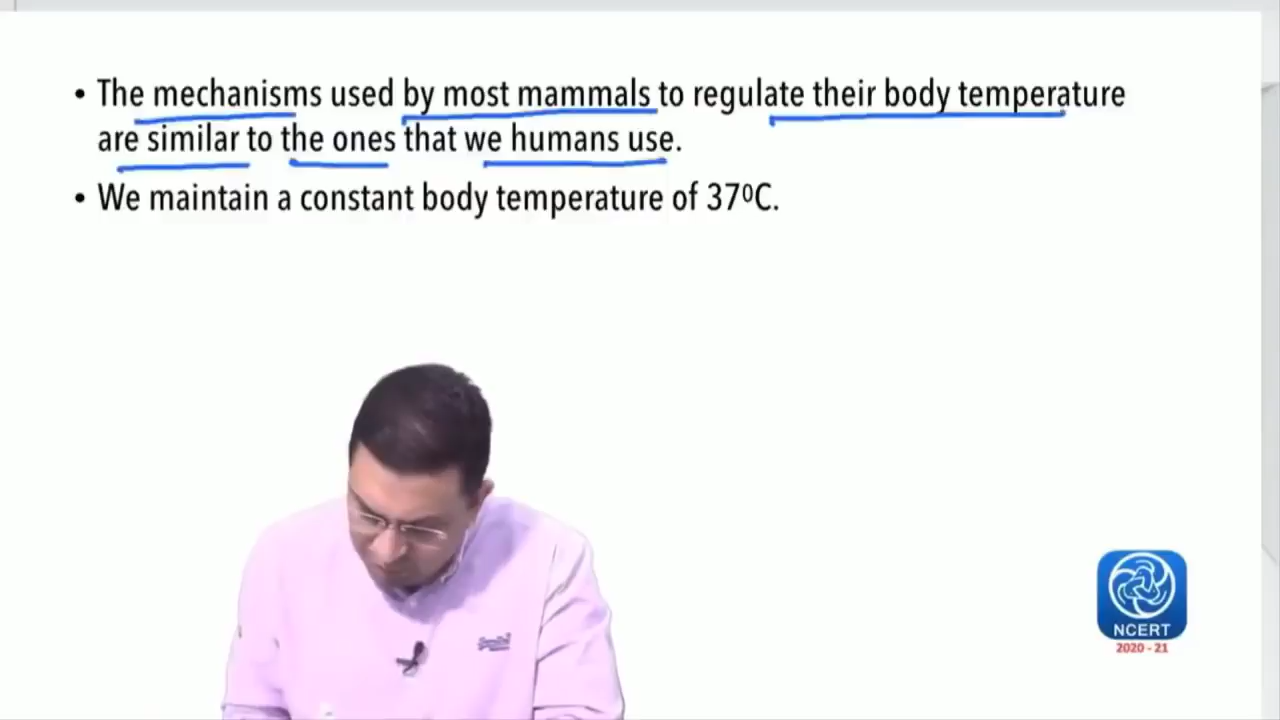 • The mechanisms used by most mammals to regulate their body temperature
are similar to the ones that we humans use.
• We maintain a constant body temperature of 37⁰C.
NCERT
2020 - 21